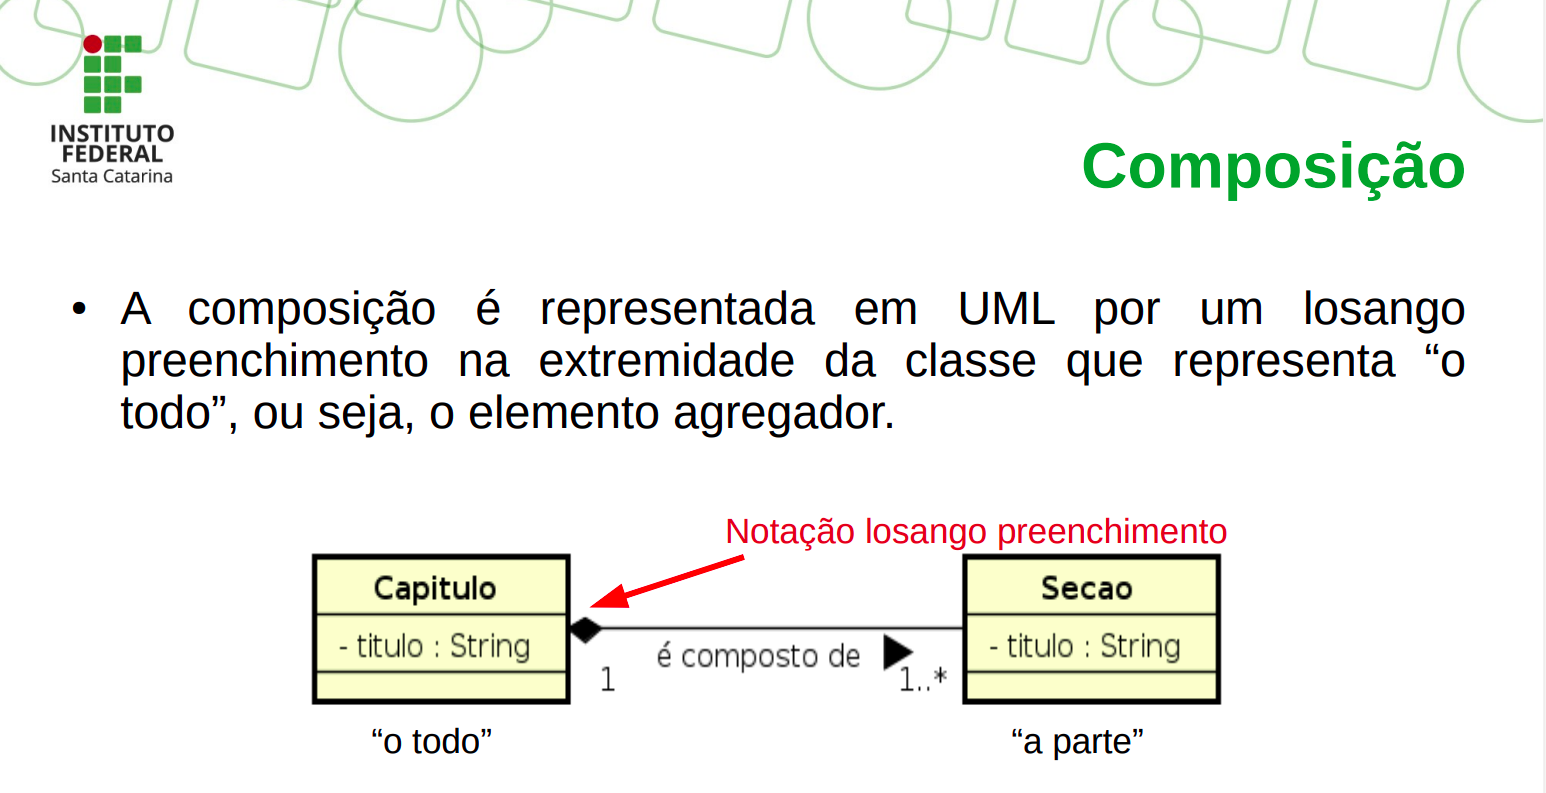 INSTITUTO
FEDERAL
Santa Catarina
Composição
• A composição é representada em UML por um losango
preenchimento na extremidade da classe que representa “o
todo”, ou seja, o elemento agregador.
Notação losango preenchimento
Capitulo
- titulo : String
é composto de
1
1..*
Secao
- titulo : String
“o todo”
“a parte”